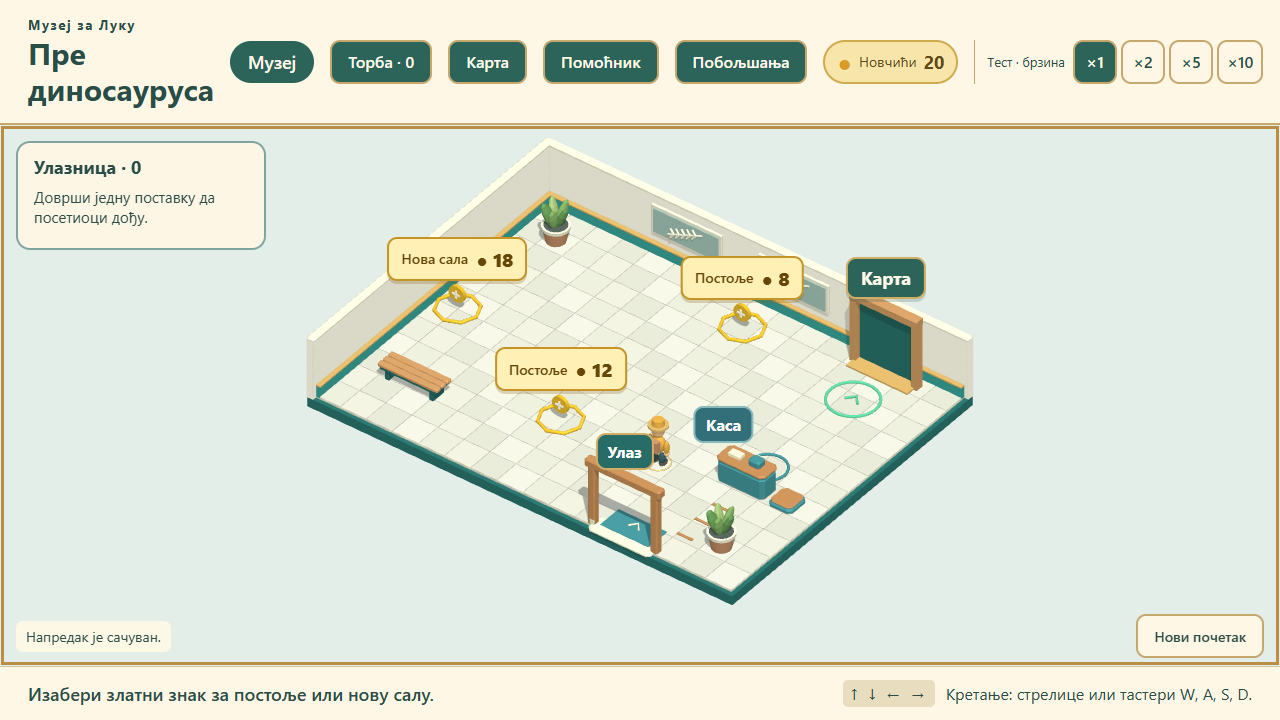 Музеј за Луку
Пре
диносауруса
Музеј
Торба · 0
Карта
Помоћник
Побољшања
Новчићи 20
Тест · брзина
×1
×2
×5
×10
Улазница · 0
Доврши једну поставку да
посетиоци дођу.
Нова сала ● 18
Постоље ● 8
Карта
Постоље ● 12
Каса
Улаз
Напредак је сачуван.
Нови почетак
Изабери златни знак за постоље или нову салу.
↑ ↓ ← → Кретање: стрелице или тастери W, A, S, D.